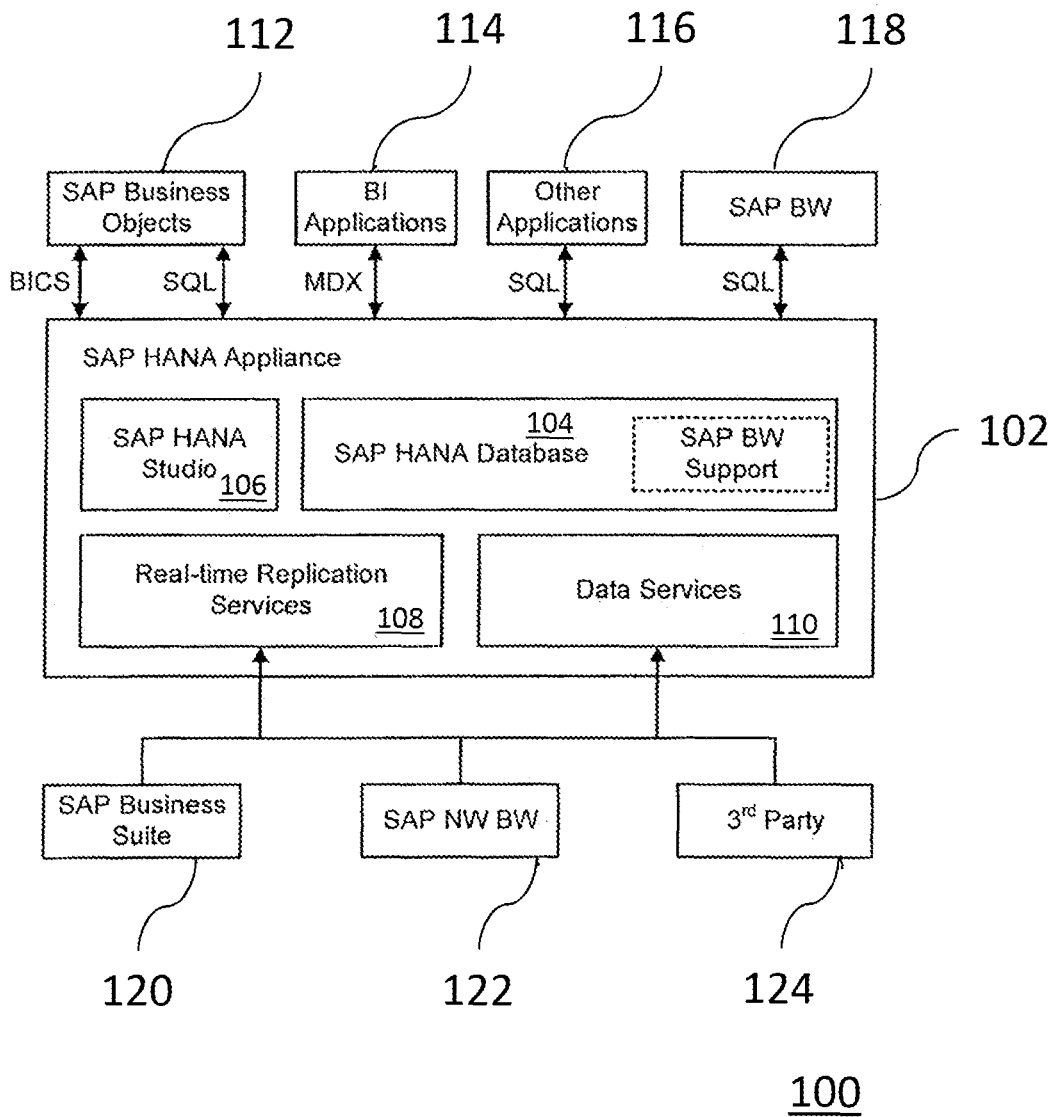 112
114
116
118
SAP Business
Objects
BI
Applications
Other
Applications
SAP BW
BICS
SQL
MDX
SQL
SQL
SAP HANA Appliance
102
SAP HANA
Studio
106
104
SAP HANA Database
SAP BW
Support
Real-time Replication
Services
108
Data Services
110
SAP Business
Suite
SAP NW BW
3rd Party
120
122
124
100